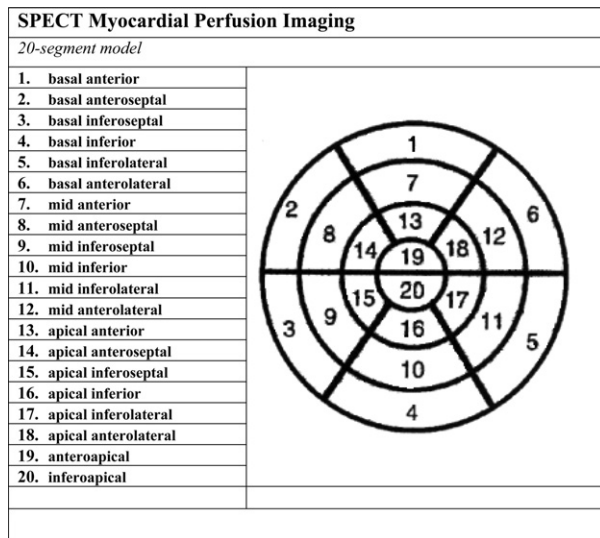 SPECT Myocardial Perfusion Imaging
20-segment model
1. basal anterior
2. basal anteroseptal
3. basal inferoseptal
4. basal inferior
5. basal inferolateral
6. basal anterolateral
7. mid anterior
8. mid anteroseptal
9. mid inferoseptal
10. mid inferior
11. mid inferolateral
12. mid anterolateral
13. apical anterior
14. apical anteroseptal
15. apical inferoseptal
16. apical inferior
17. apical inferolateral
18. apical anterolateral
19. anteroapical
20. inferoapical
1
7
2 6
13
8 12
14 18
19
20
15 17
9 11
3 16 5
10
4